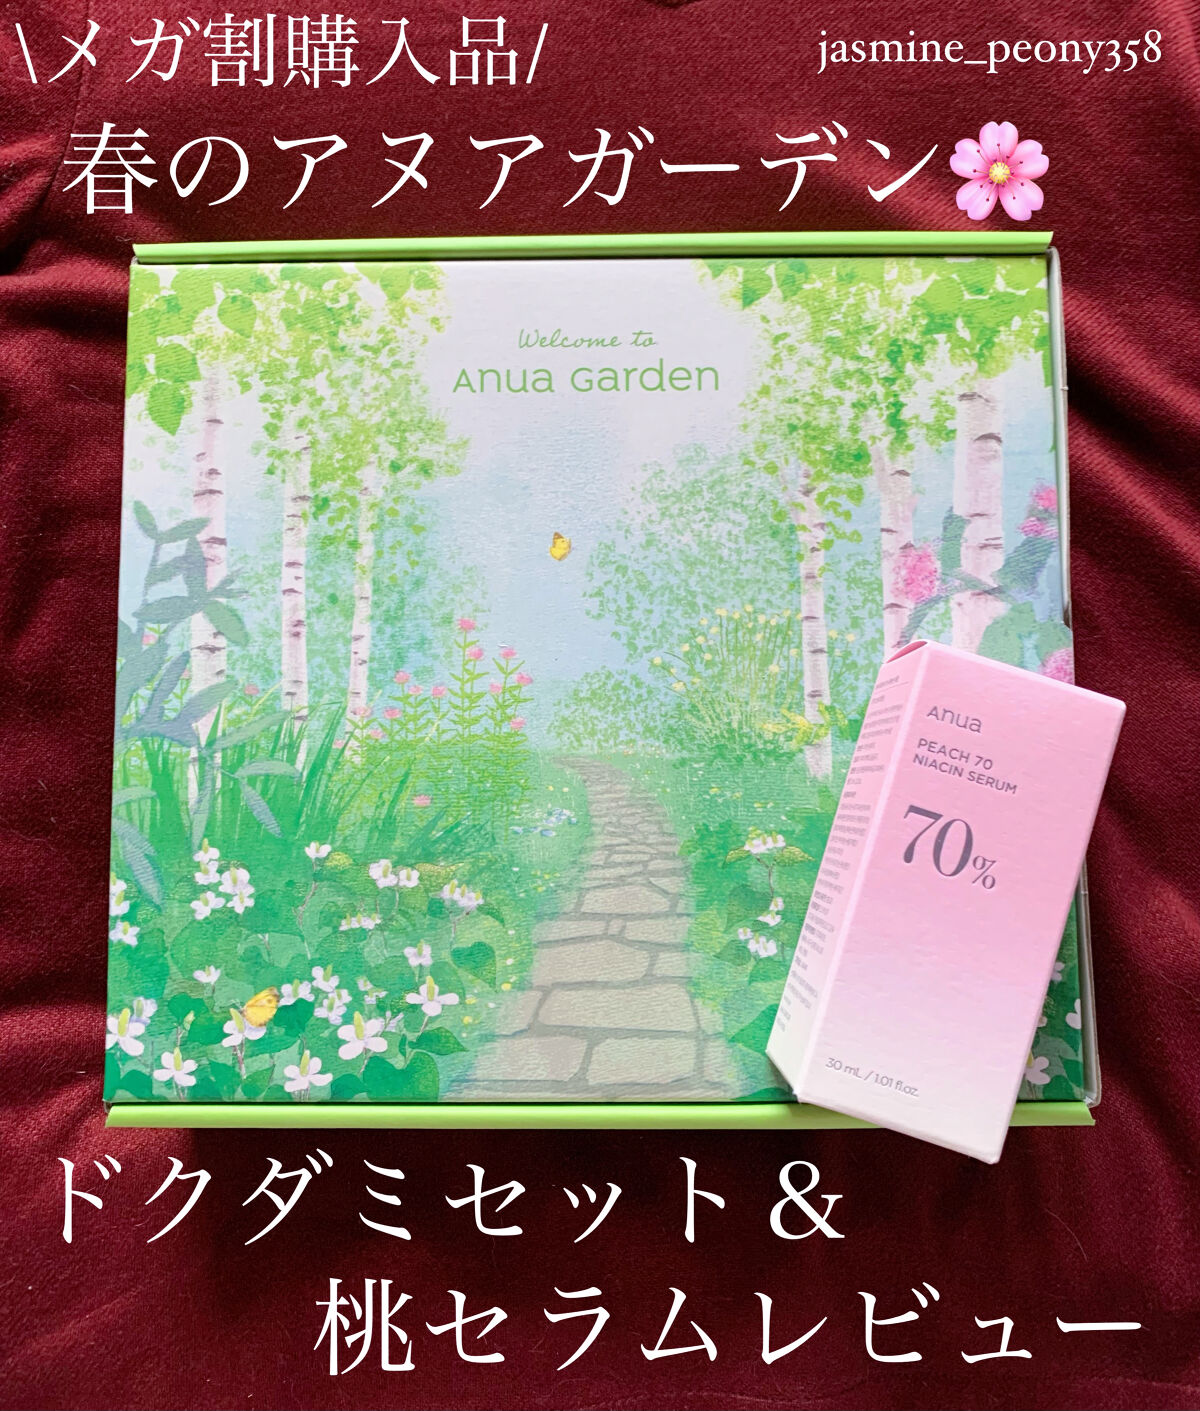 \メガ割購入品/
jasmine_peony358
春のアヌアガーデン🌸
Welcome to
Anua Garden
Anua
PEACH 70
NIACIN SERUM
70%
30 mL / 1.01 fl.oz.
ドクダミセット&
桃セラムレビュー